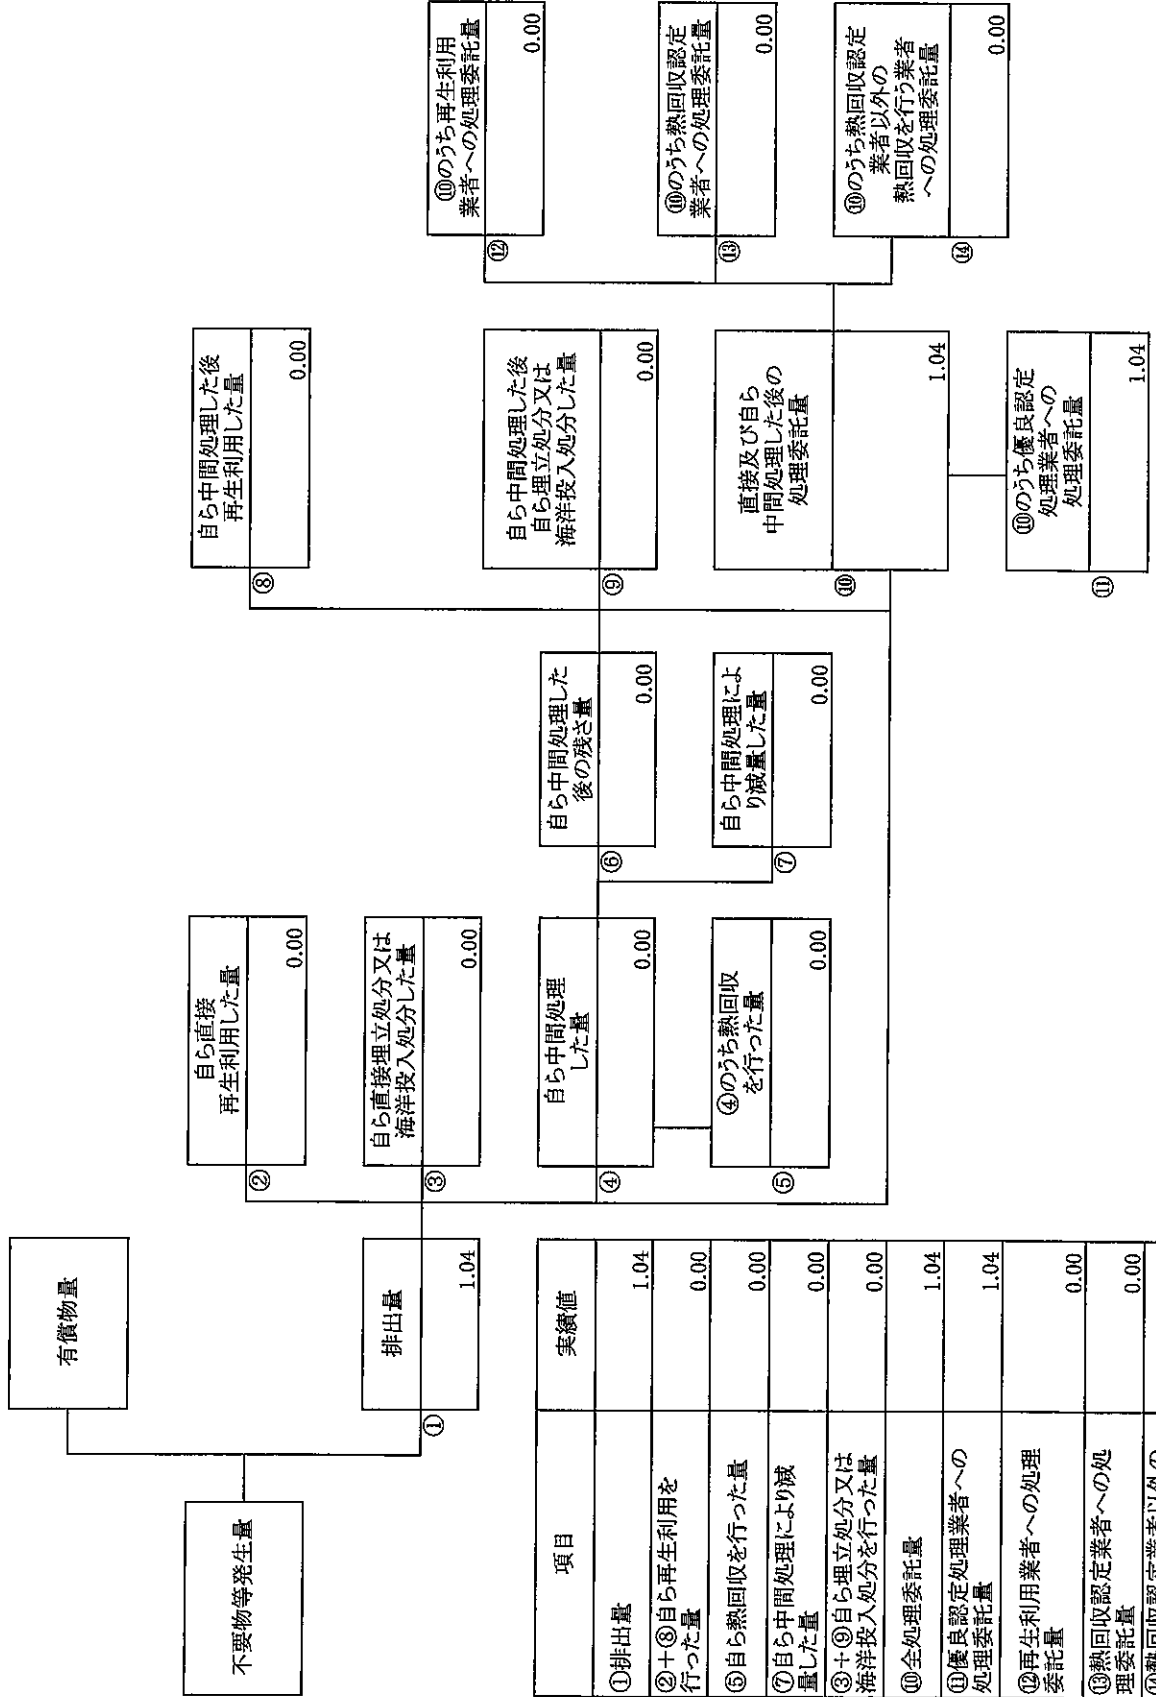 不要物等発生量
有償物量
排出量
①
1.04
自ら直接
再生利用した量
②
0.00
自ら直接埋立処分又は
海洋投入処分した量
③
0.00
自ら中間処理
した量
④
0.00
④のうち熱回収
を行った量
⑤
0.00
自ら中間処理した
後の残さ量
⑥
0.00
自ら中間処理によ
り減量した量
⑦
0.00
自ら中間処理した後
再生利用した量
⑧
0.00
自ら中間処理した後
自ら埋立処分又は
海洋投入処分した量
⑨
0.00
直接及び自ら
中間処理した後の
処理委託量
⑩
1.04
⑩のうち優良認定
処理業者への
処理委託量
⑪
1.04
⑩のうち再生利用
業者への処理委託量
⑫
0.00
⑩のうち熱回収認定
業者への処理委託量
⑬
0.00
⑩のうち熱回収認定
業者以外の
熱回収を行う業者
への処理委託量
⑭
0.00
項目 実績値
①排出量 1.04
②+⑧自ら再生利用を
行った量 0.00
⑤自ら熱回収を行った量 0.00
⑦自ら中間処理により減
量した量 0.00
③+⑨自ら埋立処分又は
海洋投入処分を行った量 0.00
⑩全処理委託量 1.04
⑪優良認定処理業者への
処理委託量 1.04
⑫再生利用業者への処理
委託量 0.00
⑬熱回収認定業者への処
理委託量 0.00
⑭熱回収認定業者以外の